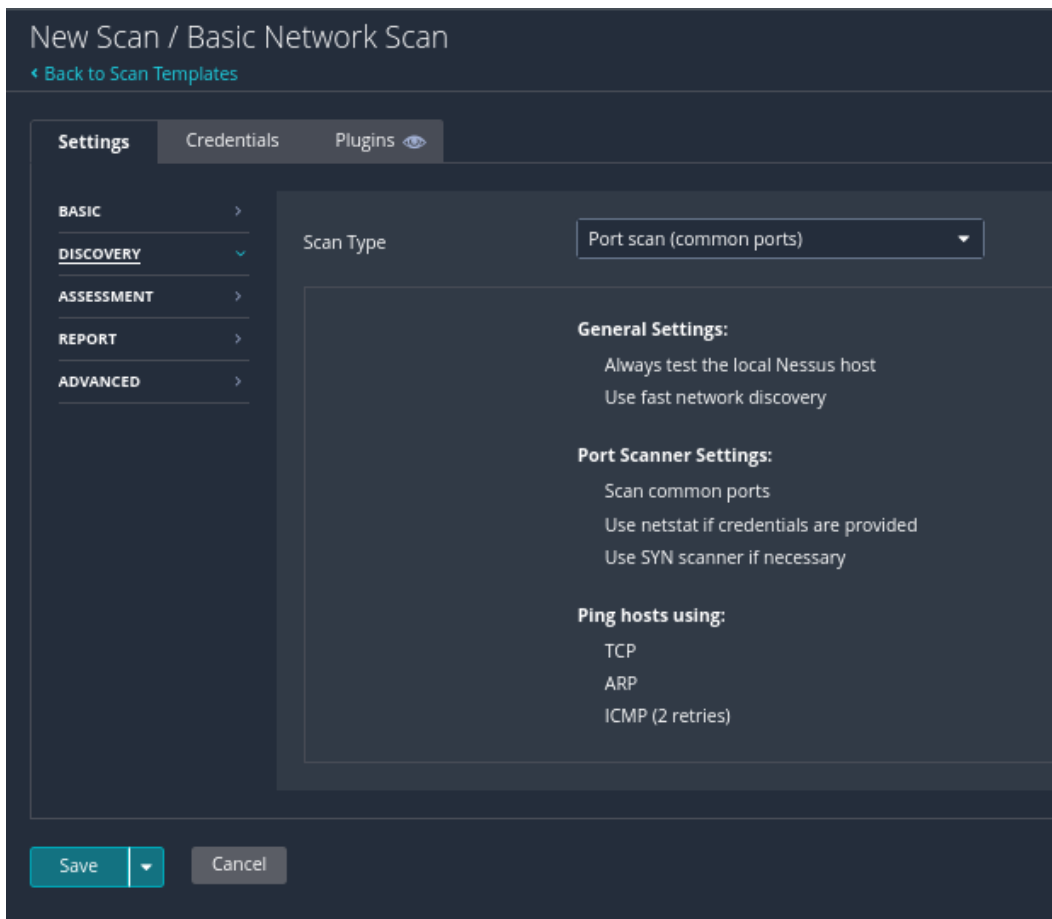 New Scan / Basic Network Scan
Back to Scan Templates
Settings
Credentials
Plugins
BASIC
DISCOVERY
ASSESSMENT
REPORT
ADVANCED
Scan Type
Port scan (common ports)
General Settings:
Always test the local Nessus host
Use fast network discovery
Port Scanner Settings:
Scan common ports
Use netstat if credentials are provided
Use SYN scanner if necessary
Ping hosts using:
TCP
ARP
ICMP (2 retries)
Save
Cancel